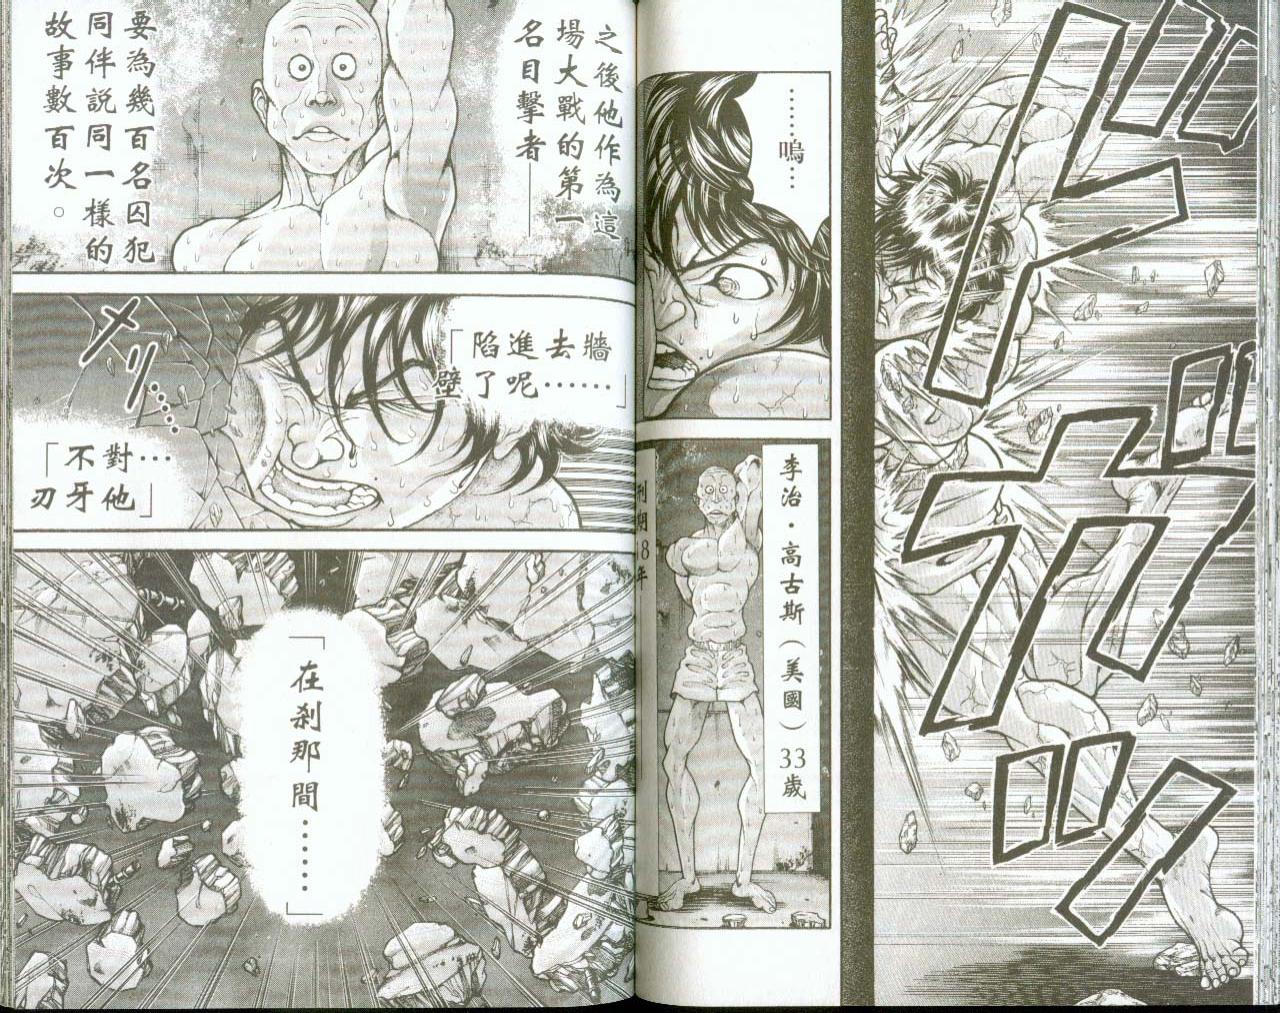 ドガガッ
……嗚…
李治·高古斯(美國)33歲
刑期18年
之後他作為這
場大戰的第一
名目擊者——
要為幾百名囚犯
同伴說同一樣的
故事數百次。
「陷進去牆
壁了呢……」
メリ……
「不對…
刃牙他」
「在剎那間……」